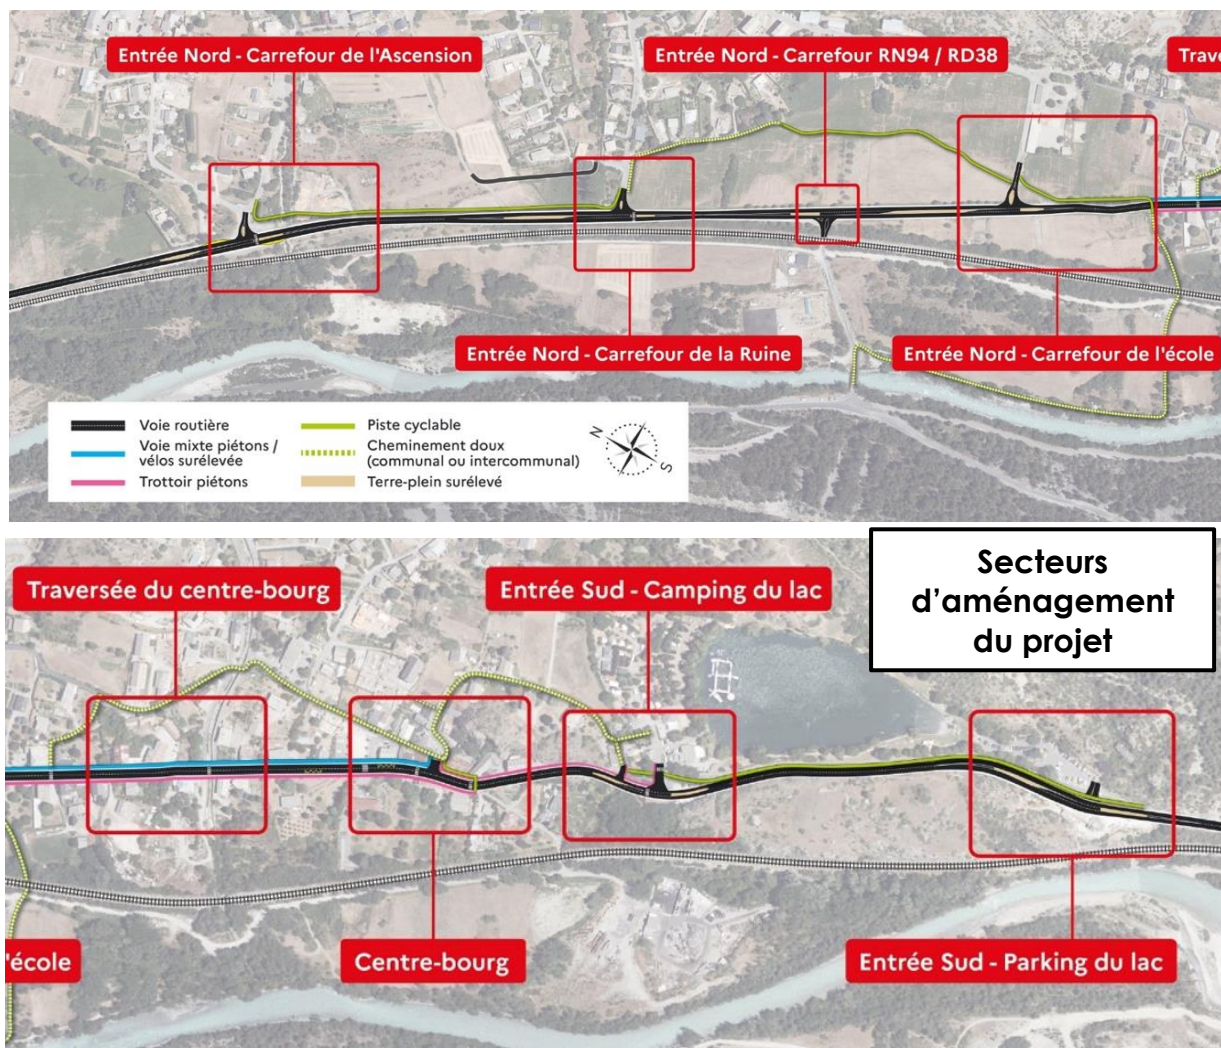 Entrée Nord - Carrefour de l'Ascension
Entrée Nord - Carrefour RN94 / RD38
Trave
Entrée Nord - Carrefour de la Ruine
Entrée Nord - Carrefour de l'école
Voie routière
Voie mixte piétons /
vélos surélevée
Trottoir piétons
Piste cyclable
Cheminement doux
(communal ou intercommunal)
Terre-plein surélevé
N
S
Secteurs
d'aménagement
du projet
Traversée du centre-bourg
Entrée Sud - Camping du lac
'école
Centre-bourg
Entrée Sud - Parking du lac